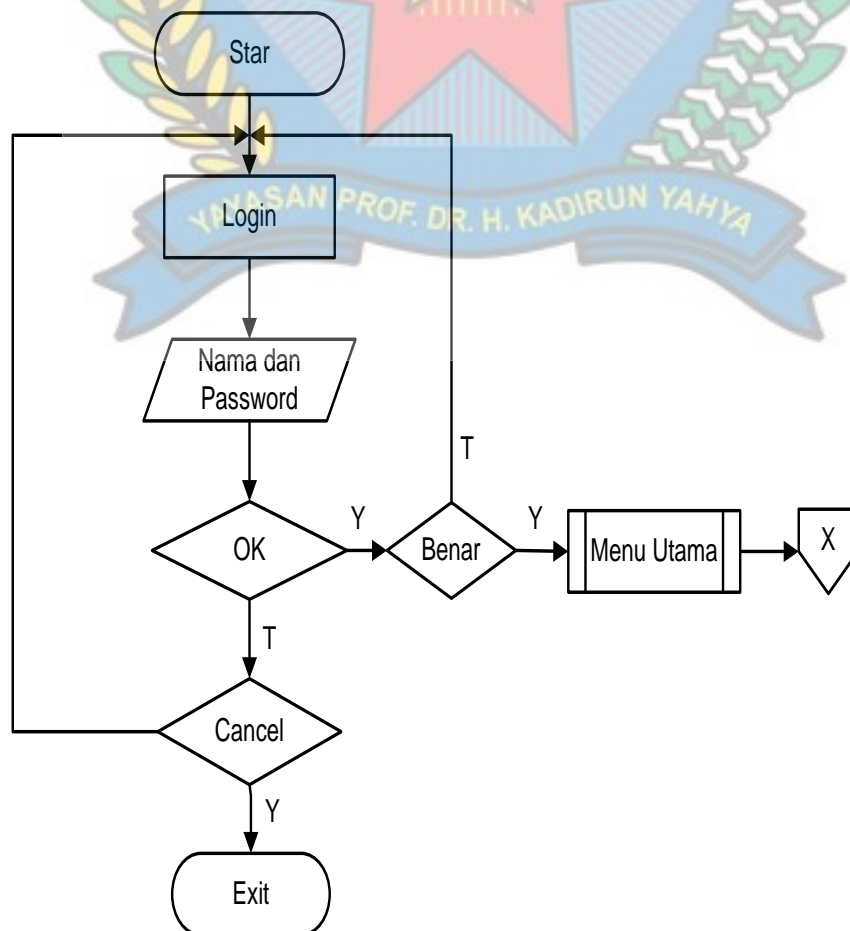 Star
YAYASAN PROF. DR. H. KADIRUN YAHYA
Login
Nama dan
Password
T
OK
Y
Benar
Y
Menu Utama
X
T
Cancel
Y
Exit